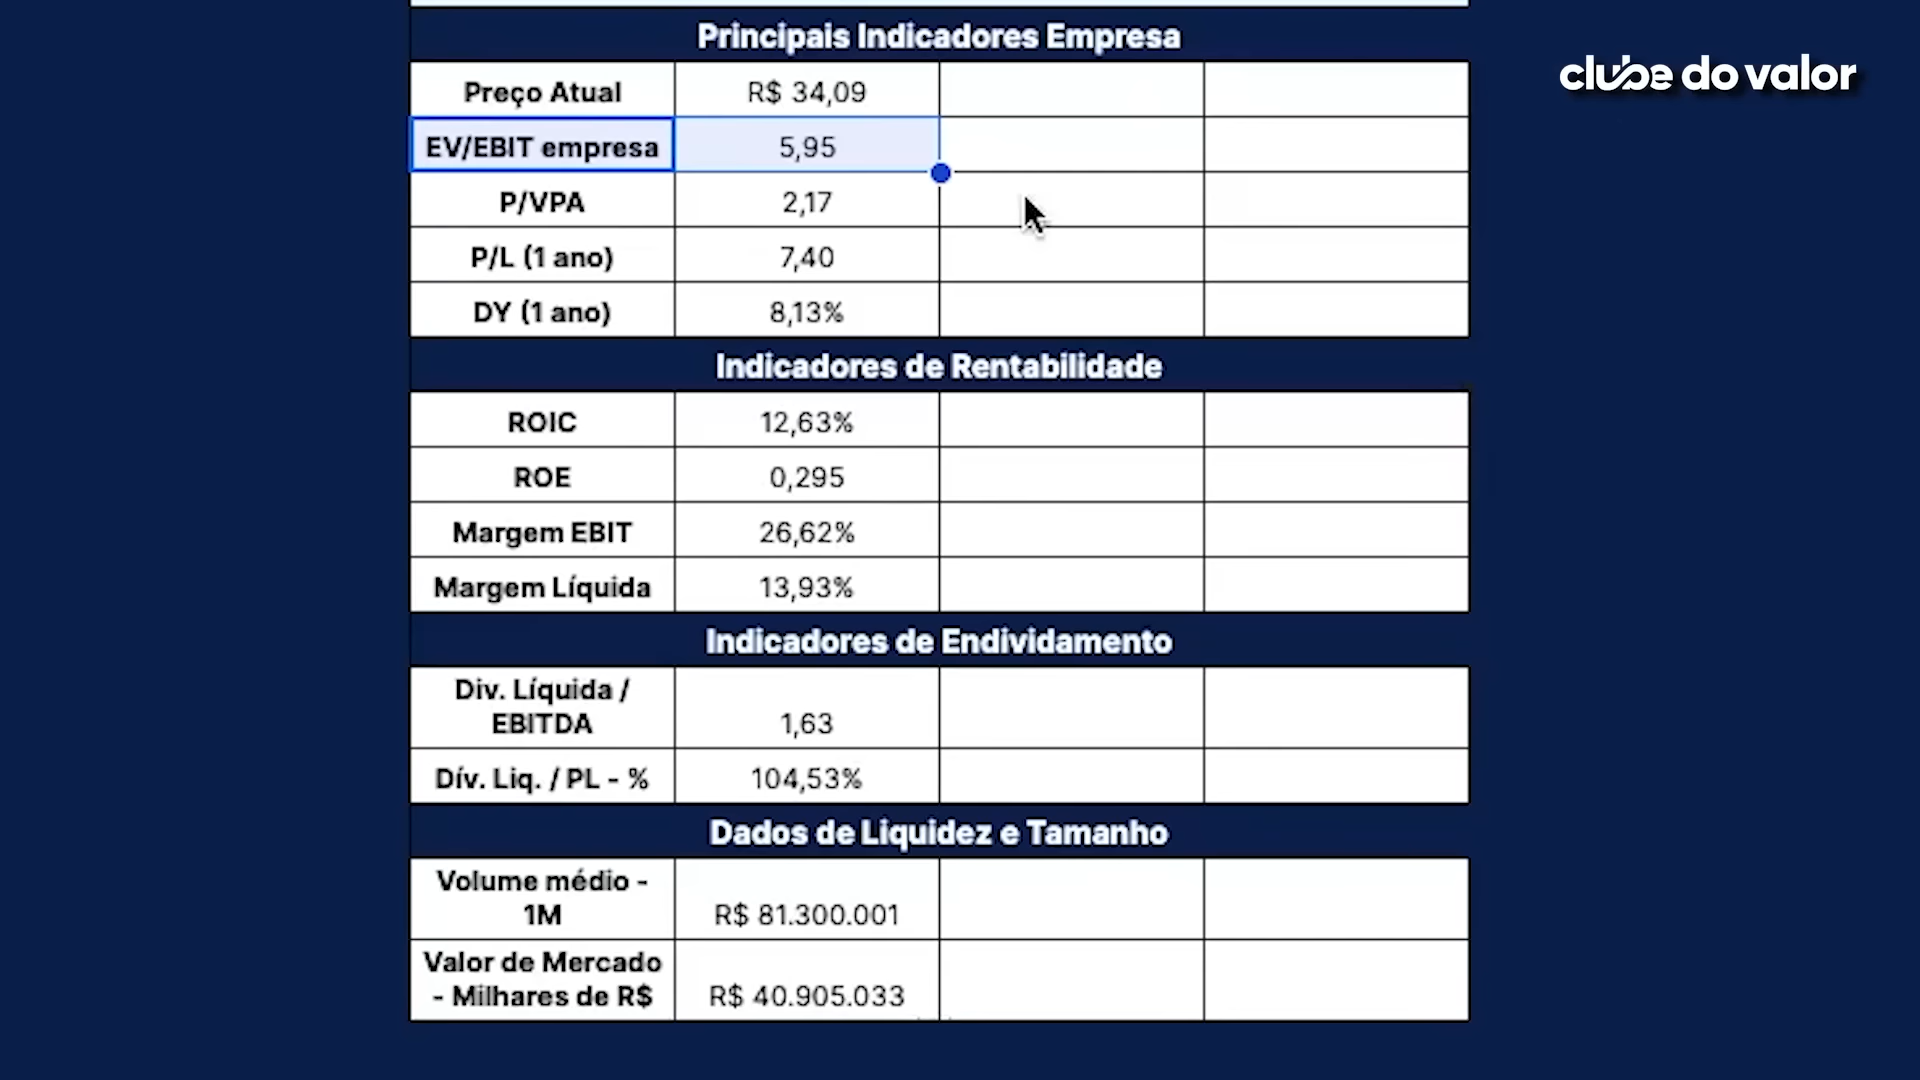 Principais Indicadores Empresa
clube do valor
Preço Atual R$ 34,09
EV/EBIT empresa 5,95
P/VPA 2,17
P/L (1 ano) 7,40
DY (1 ano) 8,13%
Indicadores de Rentabilidade
ROIC 12,63%
ROE 0,295
Margem EBIT 26,62%
Margem Líquida 13,93%
Indicadores de Endividamento
Div. Líquida /
EBITDA 1,63
Dív. Liq. / PL - % 104,53%
Dados de Liquidez e Tamanho
Volume médio -
1M R$ 81.300.001
Valor de Mercado
- Milhares de R$ R$ 40.905.033